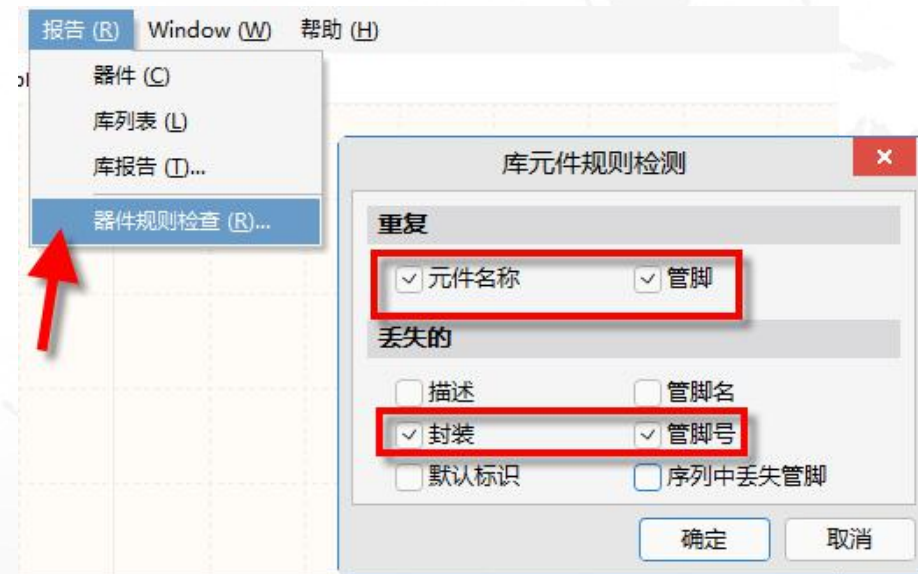 报告 (R) Window (W) 帮助 (H)
器件 (C)
库列表 (L)
库报告 (T)...
器件规则检查 (R)...
库元件规则检测
重复
元件名称 管脚
丢失的
描述 管脚名
封装 管脚号
默认标识 序列中丢失管脚
确定 取消